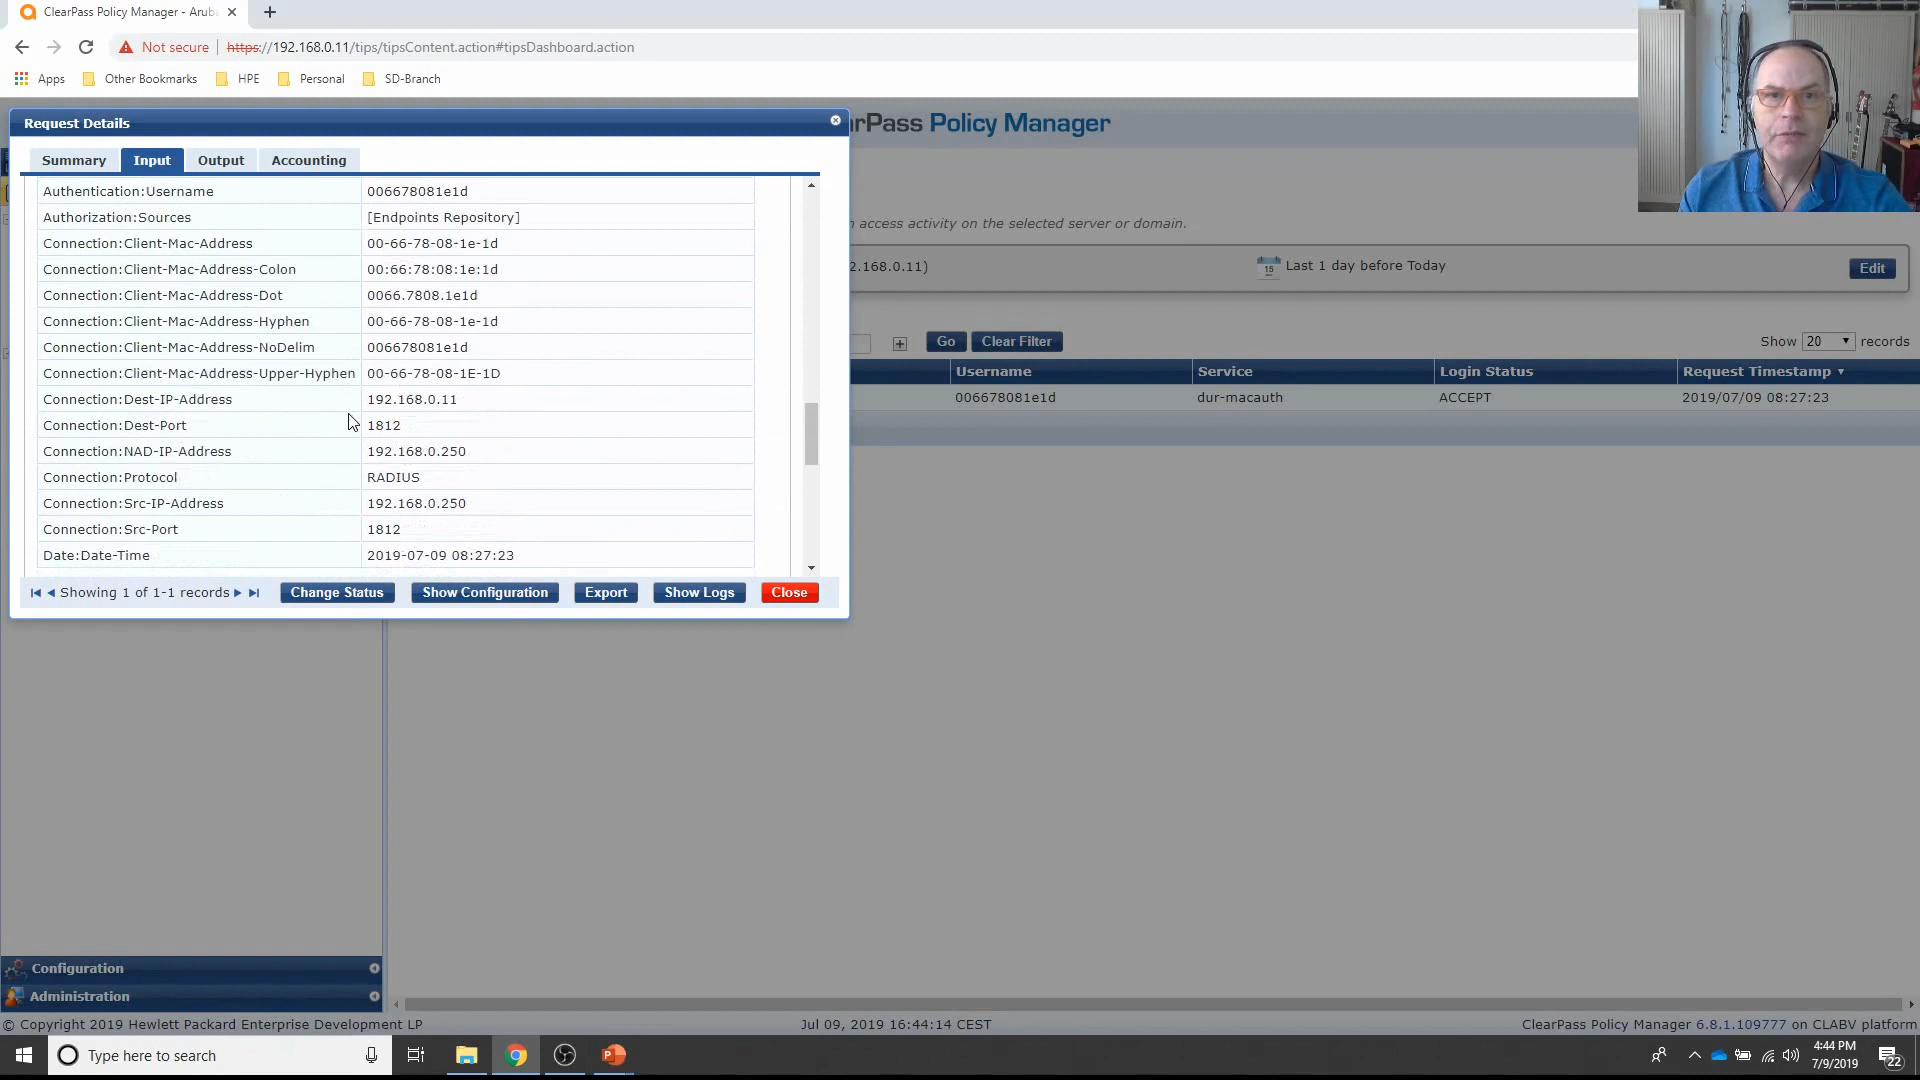 ClearPass Policy Manager - Arub
Not secure
https://192.168.0.11/tips/tipsContent.action#tipsDashboard.action
Apps
Other Bookmarks
HPE
Personal
SD-Branch
Request Details
arPass Policy Manager
Summary
Input
Output
Accounting
Authentication:Username 006678081e1d
Authorization:Sources [Endpoints Repository]
Connection:Client-Mac-Address 00-66-78-08-1e-1d
Connection:Client-Mac-Address-Colon 00:66:78:08:1e:1d
Connection:Client-Mac-Address-Dot 0066.7808.1e1d
Connection:Client-Mac-Address-Hyphen 00-66-78-08-1e-1d
Connection:Client-Mac-Address-NoDelim 006678081e1d
Connection:Client-Mac-Address-Upper-Hyphen 00-66-78-08-1E-1D
Connection:Dest-IP-Address 192.168.0.11
Connection:Dest-Port 1812
Connection:NAD-IP-Address 192.168.0.250
Connection:Protocol RADIUS
Connection:Src-IP-Address 192.168.0.250
Connection:Src-Port 1812
Date:Date-Time 2019-07-09 08:27:23
Showing 1 of 1-1 records
Change Status
Show Configuration
Export
Show Logs
Close
access activity on the selected server or domain.
2.168.0.11)
15
Last 1 day before Today
Edit
Go
Clear Filter
Show 20 records
Username Service Login Status Request Timestamp
006678081e1d dur-macauth ACCEPT 2019/07/09 08:27:23
Configuration
Administration
© Copyright 2019 Hewlett Packard Enterprise Development LP
Jul 09, 2019 16:44:14 CEST
ClearPass Policy Manager 6.8.1.109777 on CLABV platform
Type here to search
4:44 PM
7/9/2019
22